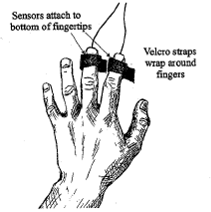 Sensors attach to
bottom of fingertips
Velcro straps
wrap around
fingers